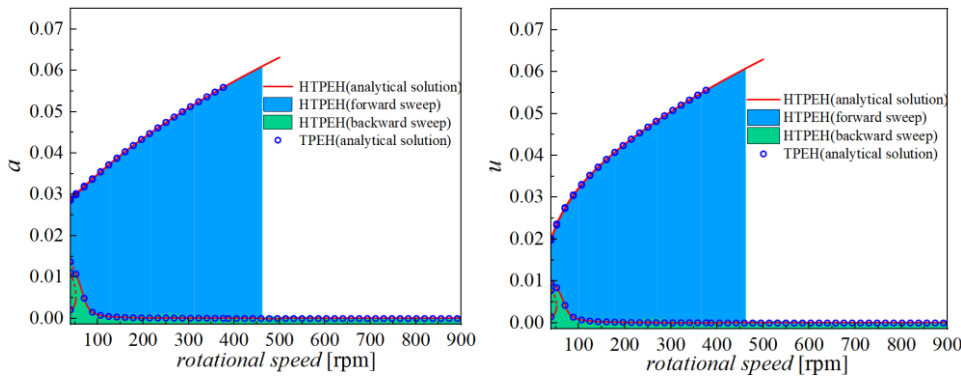 a
0.07
0.06
0.05
0.04
0.03
0.02
0.01
0.00
100 200 300 400 500 600 700 800 900
rotational speed [rpm]
HTPEH(analytical solution)
HTPEH(forward sweep)
HTPEH(backward sweep)
TPEH(analytical solution)
u
0.07
0.06
0.05
0.04
0.03
0.02
0.01
0.00
100 200 300 400 500 600 700 800 900
rotational speed [rpm]
HTPEH(analytical solution)
HTPEH(forward sweep)
HTPEH(backward sweep)
TPEH(analytical solution)